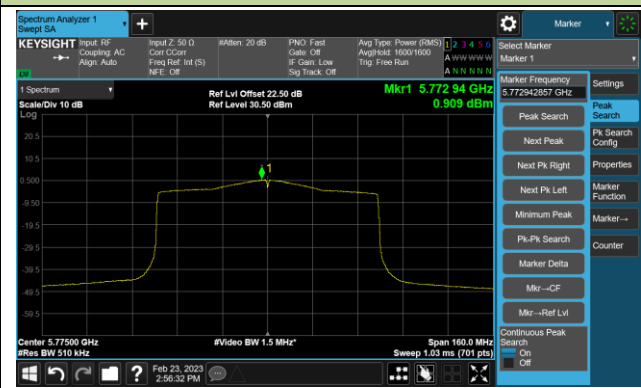 Spectrum Analyzer 1
Swept SA
+
Marker
KEYSIGHT
Input: RF
Coupling: AC
Align: Auto
Input Z: 50 Ω
Corr CCorr
Freq Ref: Int (S)
NFE: Off
#Atten: 20 dB
PNO: Fast
Gate: Off
IF Gain: Low
Sig Track: Off
Avg Type: Power (RMS)
Avg|Hold: 1600/1600
Trig: Free Run
1 2 3 4 5 6
A W W W W W
A N N N N N
Select Marker
Marker 1
1 Spectrum
Scale/Div 10 dB
Log
Ref Lvl Offset 22.50 dB
Ref Level 30.50 dBm
Mkr1 5.772 94 GHz
0.909 dBm
20.5
10.5
0.500
-9.50
-19.5
-29.5
-39.5
-49.5
-59.5
1
Center 5.77500 GHz
#Res BW 510 kHz
#Video BW 1.5 MHz*
Span 160.0 MHz
Sweep 1.03 ms (701 pts)
Marker Frequency
5.772942857 GHz
Peak Search
Next Peak
Next Pk Right
Next Pk Left
Minimum Peak
Pk-Pk Search
Marker Delta
Mkr→CF
Mkr→Ref Lvl
Continuous Peak
Search
On
Off
Settings
Peak
Search
Pk Search
Config
Properties
Marker
Function
Marker→
Counter
?
Feb 23, 2023
2:56:32 PM